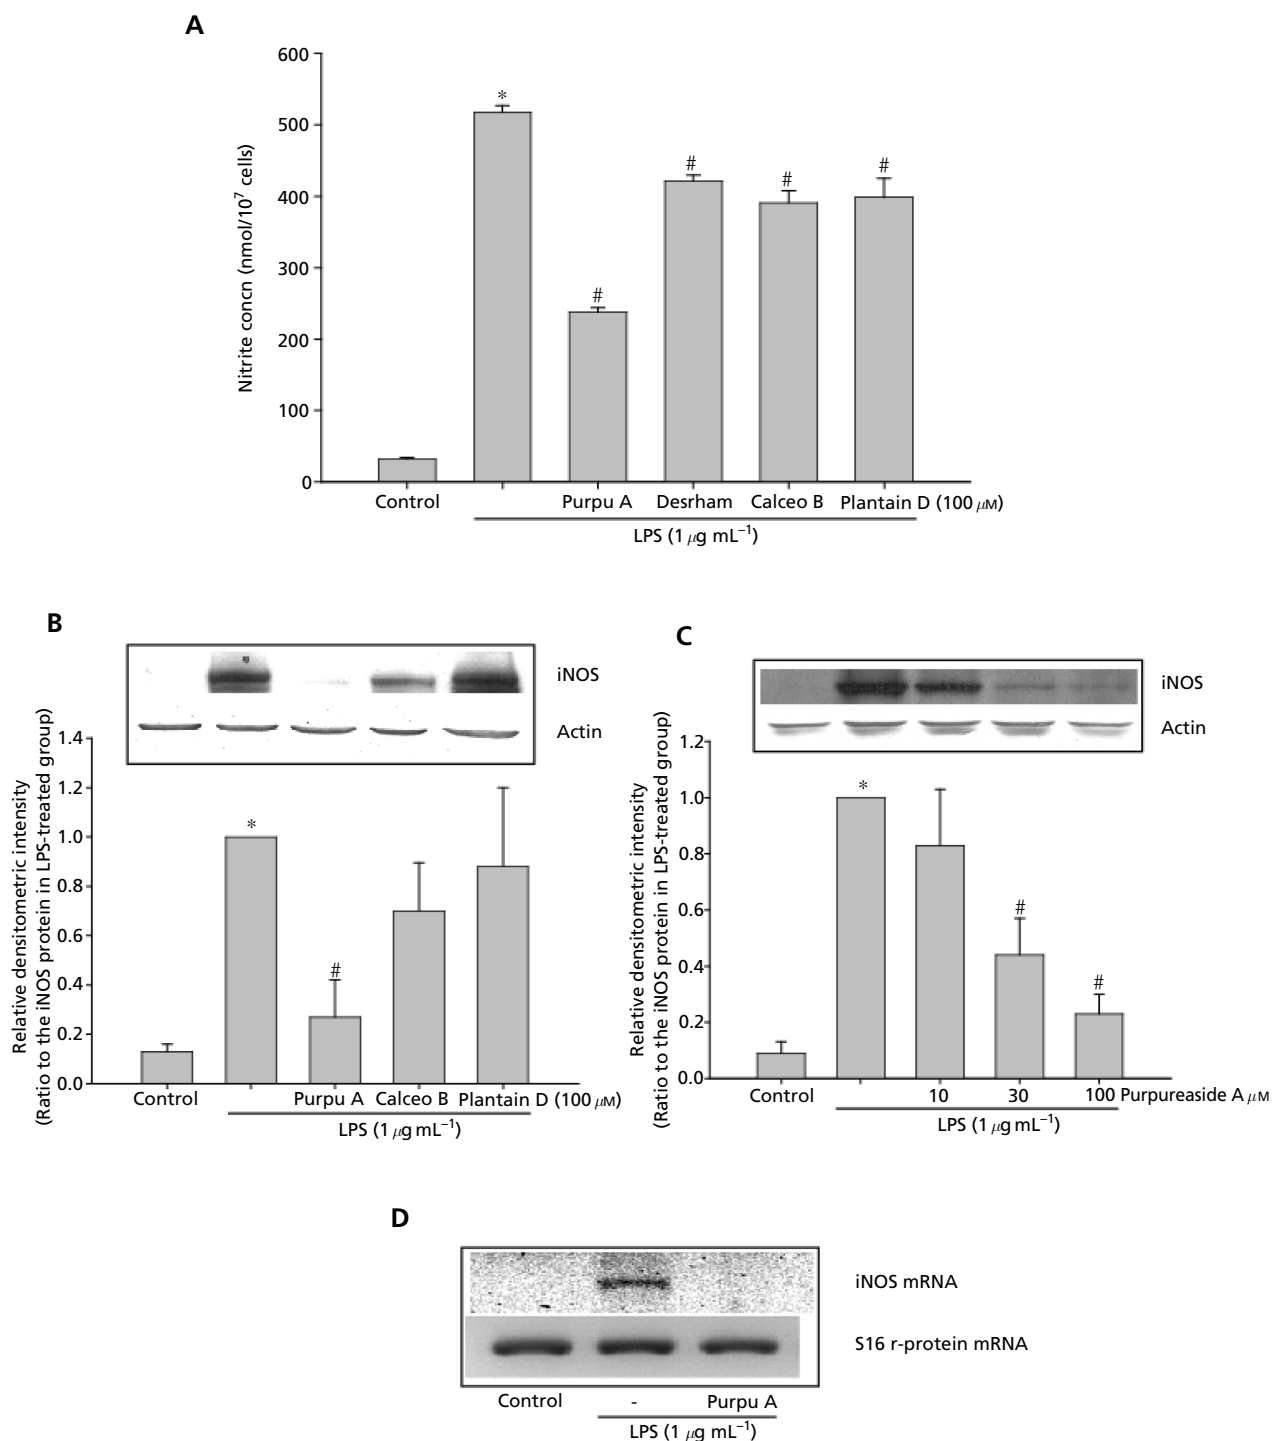 A
Nitrite concn (nmol/10⁷ cells)
600
500
400
300
200
100
0
*
#
#
#
#
Control
Purpu A
Desrham
Calceo B
Plantain D (100 μM)
LPS (1 μg mL⁻¹)
B
iNOS
Actin
Relative densitometric intensity
(Ratio to the iNOS protein in LPS-treated group)
1.4
1.2
1.0
0.8
0.6
0.4
0.2
0.0
*
#
Control
Purpu A
Calceo B
Plantain D (100 μM)
LPS (1 μg mL⁻¹)
C
iNOS
Actin
Relative densitometric intensity
(Ratio to the iNOS protein in LPS-treated group)
1.2
1.0
0.8
0.6
0.4
0.2
0.0
*
#
#
Control
10
30
100 Purpureaside A μM
LPS (1 μg mL⁻¹)
D
iNOS mRNA
S16 r-protein mRNA
Control
-
Purpu A
LPS (1 μg mL⁻¹)